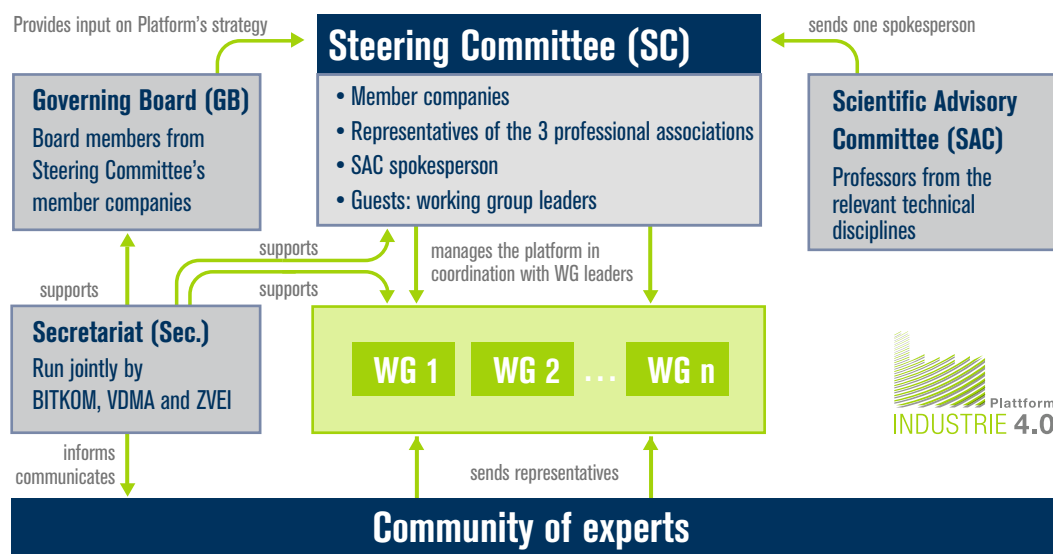 Provides input on Platform's strategy
Steering Committee (SC)
sends one spokesperson
Governing Board (GB)
Board members from
Steering Committee's
member companies
• Member companies
• Representatives of the 3 professional associations
• SAC spokesperson
• Guests: working group leaders
Scientific Advisory
Committee (SAC)
Professors from the
relevant technical
disciplines
supports
supports
supports
manages the platform in
coordination with WG leaders
Secretariat (Sec.)
Run jointly by
BITKOM, VDMA and ZVEI
WG 1
WG 2
...
WG n
Plattform
INDUSTRIE 4.0
informs
communicates
sends representatives
Community of experts